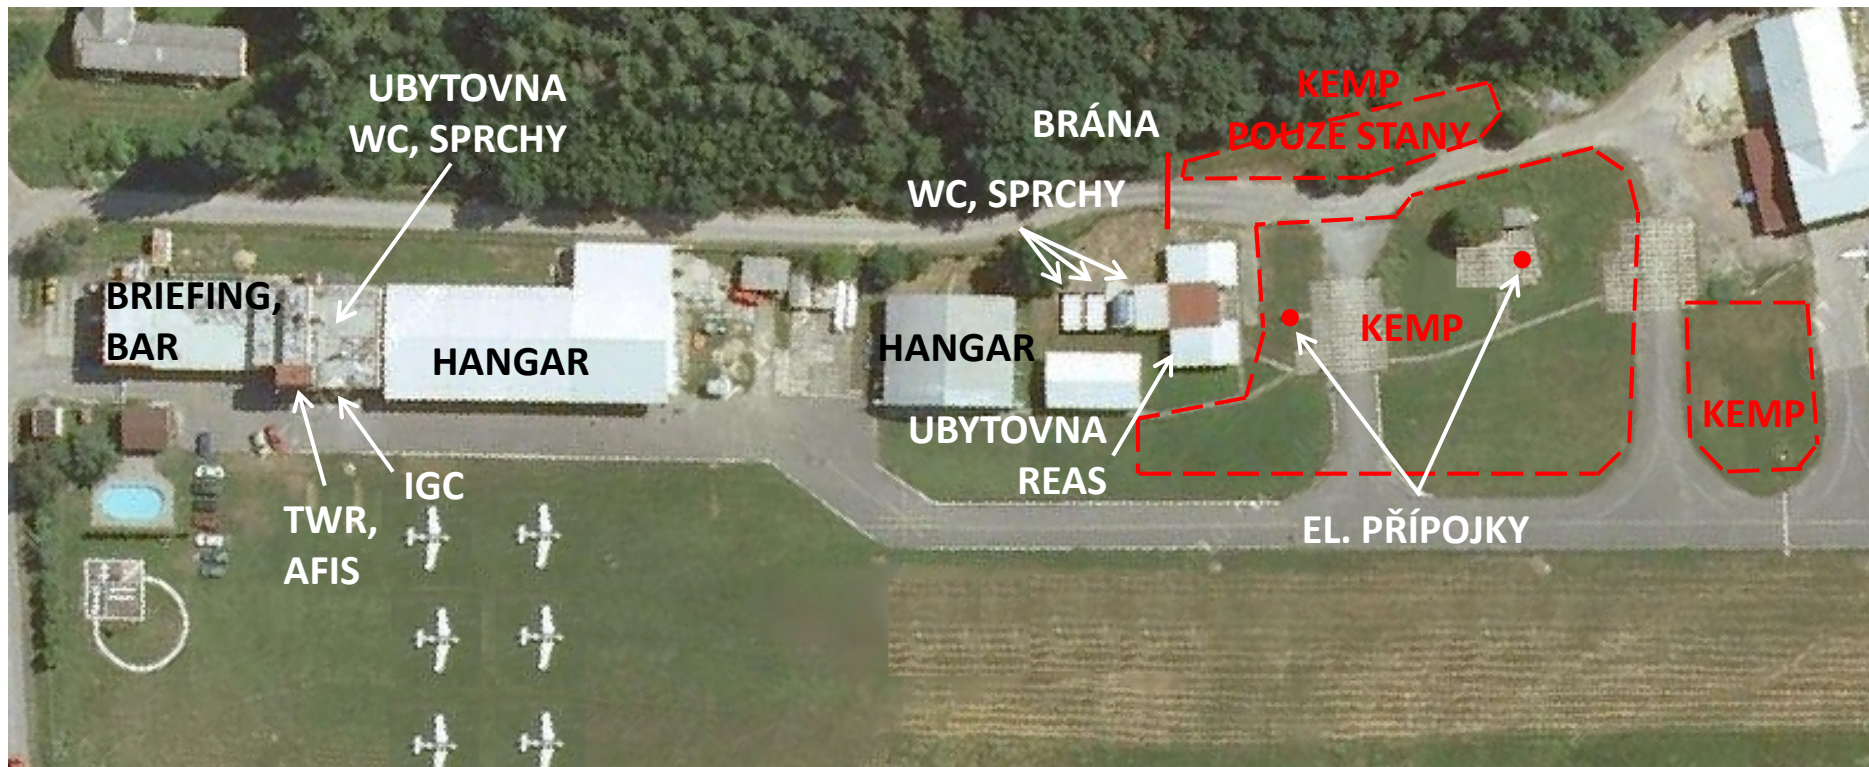 UBYTOVNA
WC, SPRCHY
BRÁNA
WC, SPRCHY
KEMP
POUZE STANY
BRIEFING,
BAR
HANGAR
HANGAR
KEMP
KEMP
UBYTOVNA
REAS
IGC
TWR,
AFIS
EL. PŘÍPOJKY